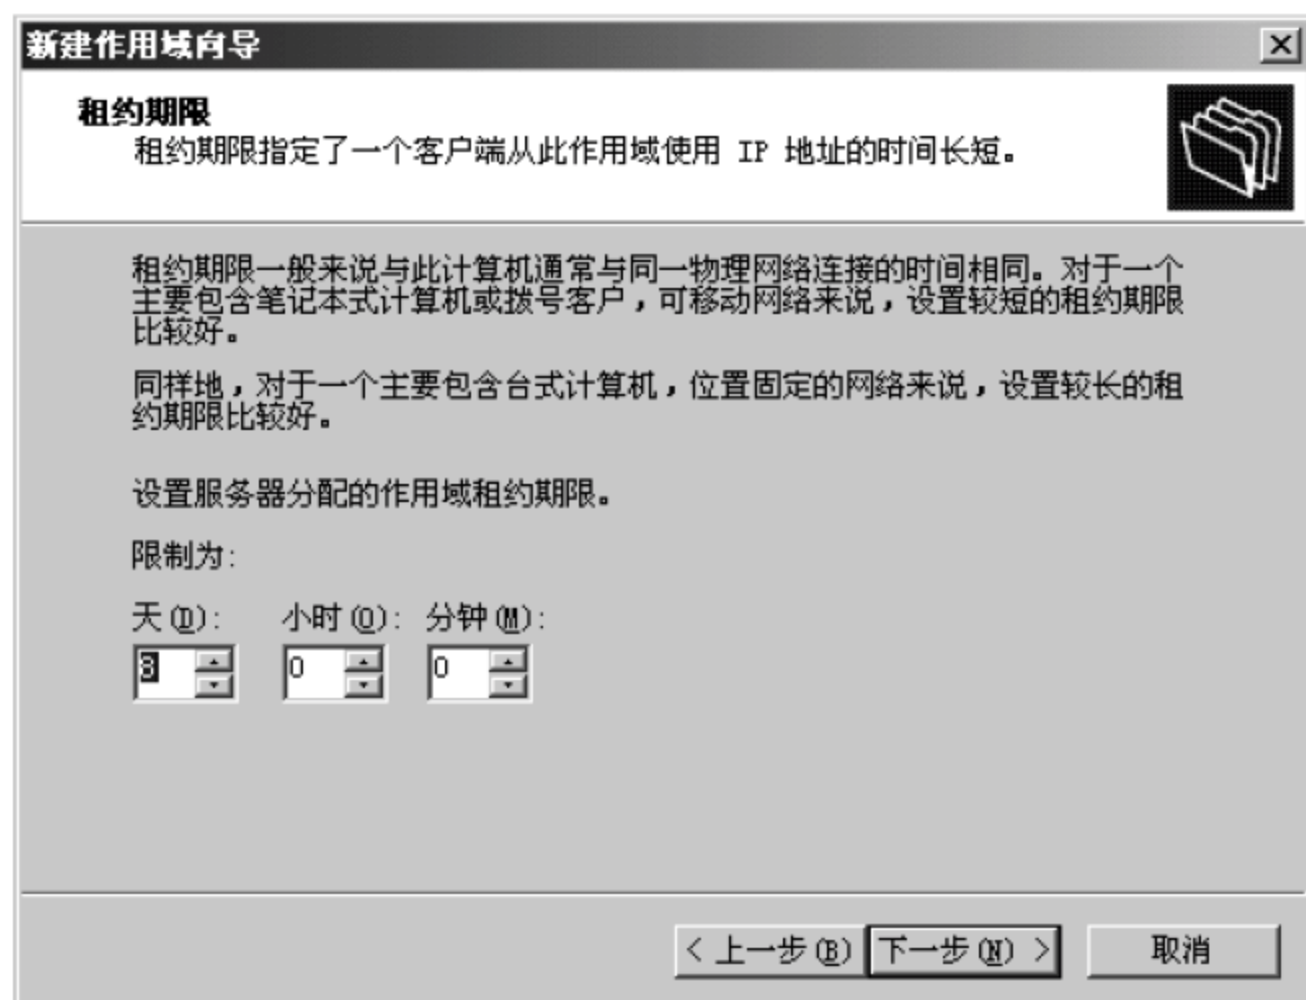 新建作用域向导
租约期限
租约期限指定了一个客户端从此作用域使用 IP 地址的时间长短。
租约期限一般来说与此计算机通常与同一物理网络连接的时间相同。对于一个
主要包含笔记本式计算机或拨号客户，可移动网络来说，设置较短的租约期限
比较好。
同样地，对于一个主要包含台式计算机，位置固定的网络来说，设置较长的租
约期限比较好。
设置服务器分配的作用域租约期限。
限制为:
天(D): 小时(O): 分钟(M):
8 0 0
< 上一步(B) 下一步(N) > 取消